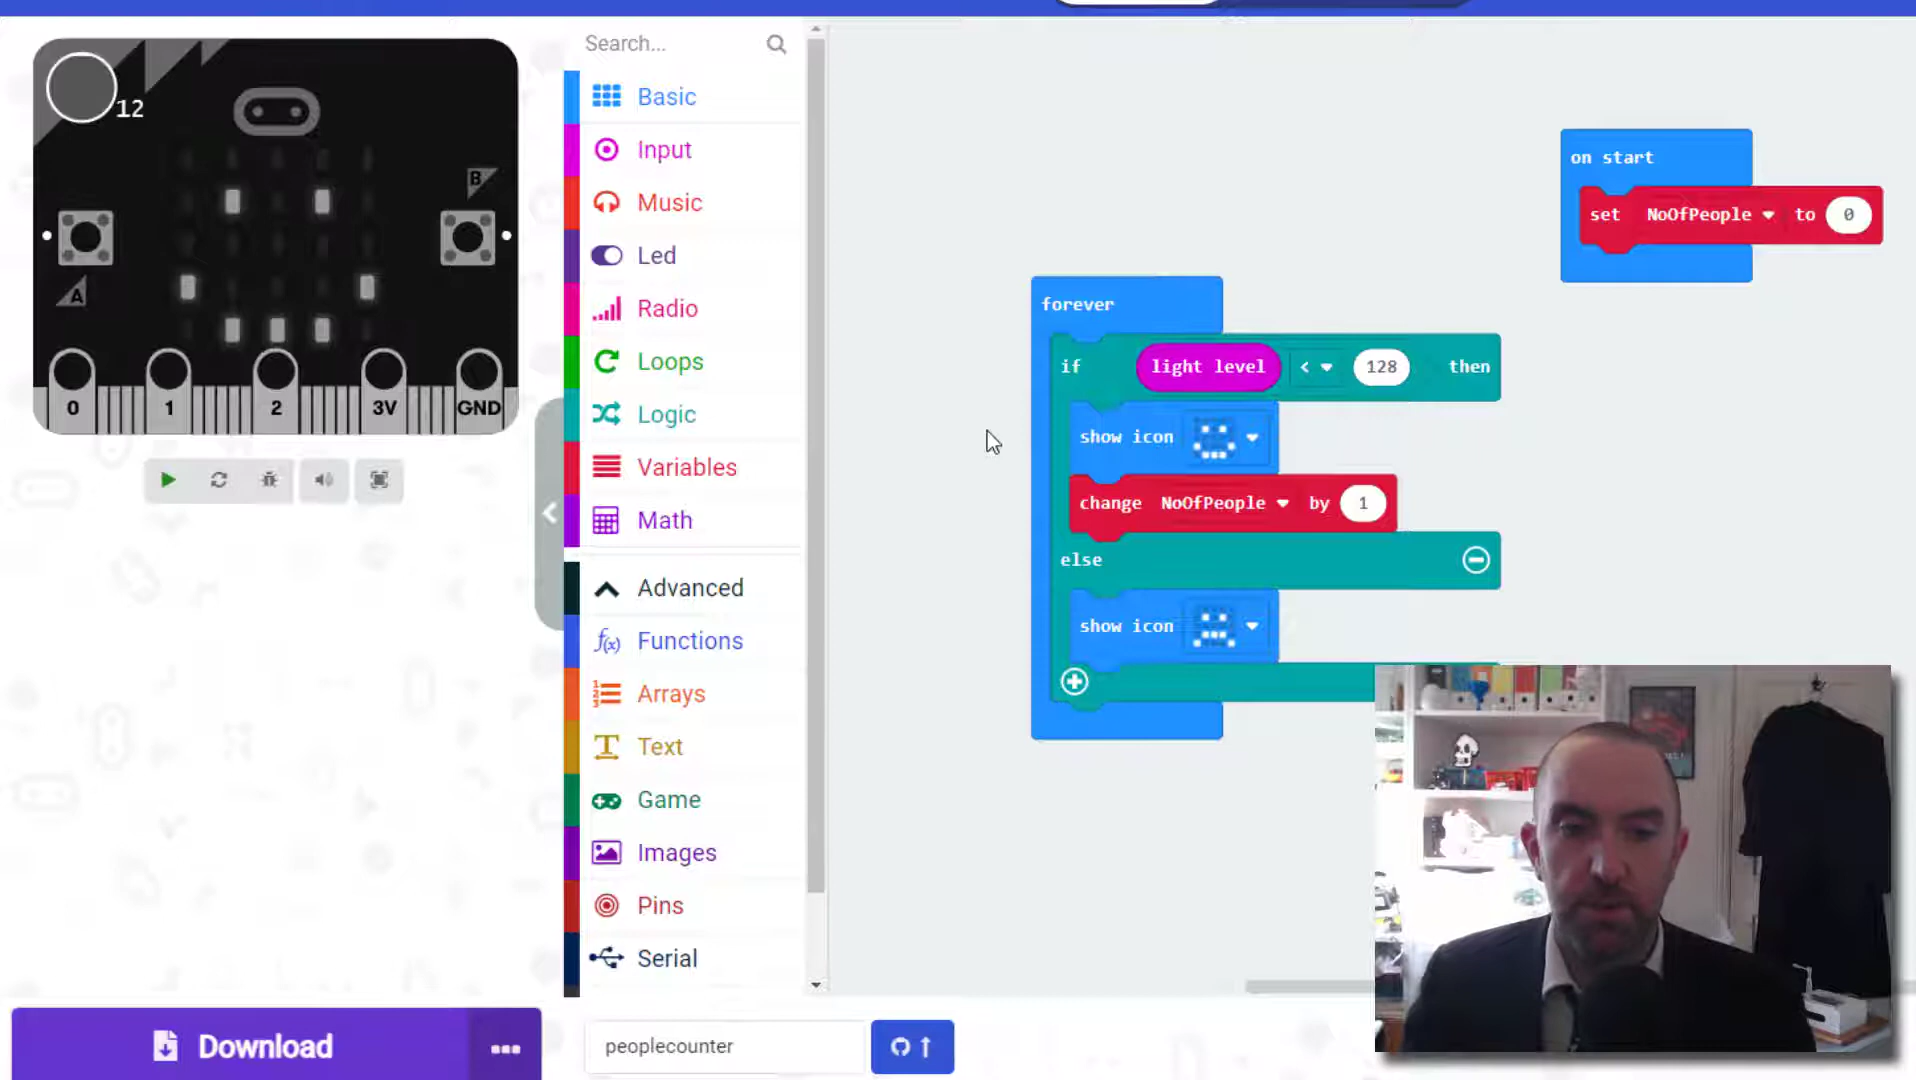 12
B
A
0 1 2 3V GND
Search...
Basic
Input
Music
Led
Radio
Loops
Logic
Variables
Math
Advanced
Functions
Arrays
Text
Game
Images
Pins
Serial
Download
peoplecounter
on start
set NoOfPeople to 0
forever
if light level < 128 then
show icon
change NoOfPeople by 1
else
show icon